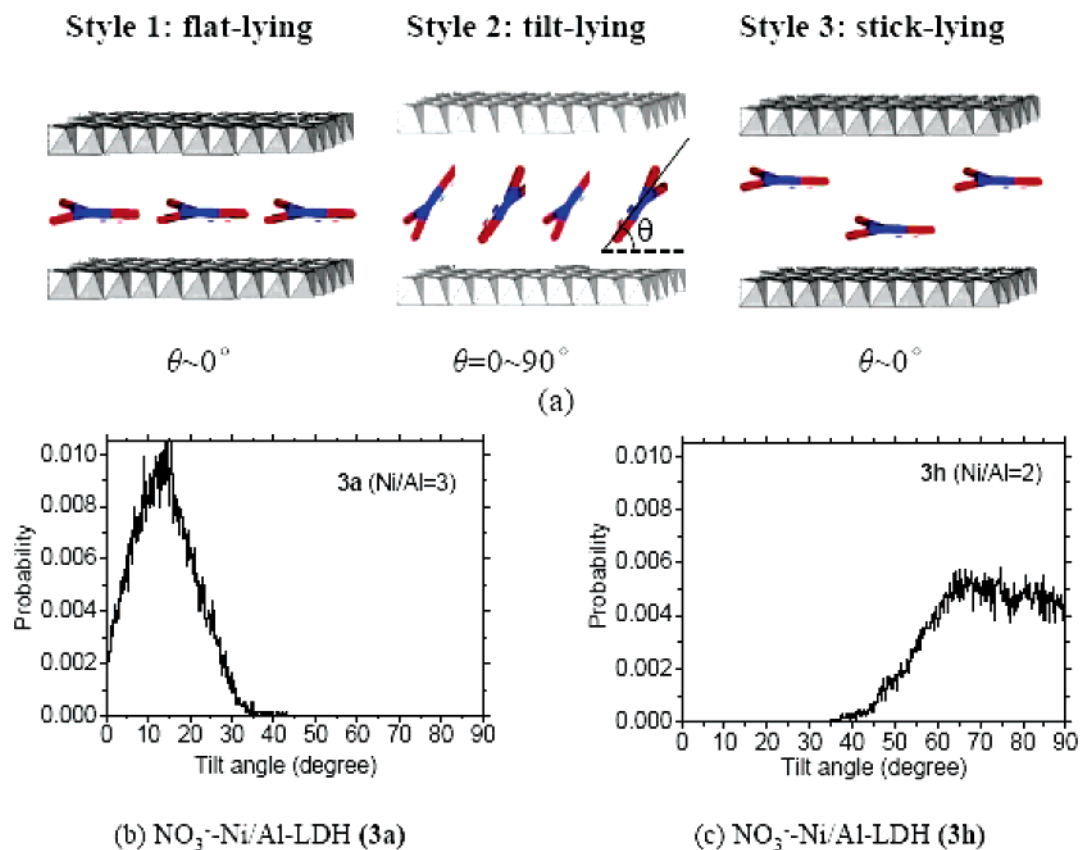 Style 1: flat-lying
Style 2: tilt-lying
Style 3: stick-lying
θ
θ~0°
θ=0~90°
θ~0°
(a)
0.010
0.008
0.006
0.004
0.002
0.000
Probability
3a (Ni/Al=3)
0 10 20 30 40 50 60 70 80 90
Tilt angle (degree)
0.010
0.008
0.006
0.004
0.002
0.000
Probability
3h (Ni/Al=2)
0 10 20 30 40 50 60 70 80 90
Tilt angle (degree)
(b) NO₃⁻-Ni/Al-LDH (3a)
(c) NO₃⁻-Ni/Al-LDH (3h)